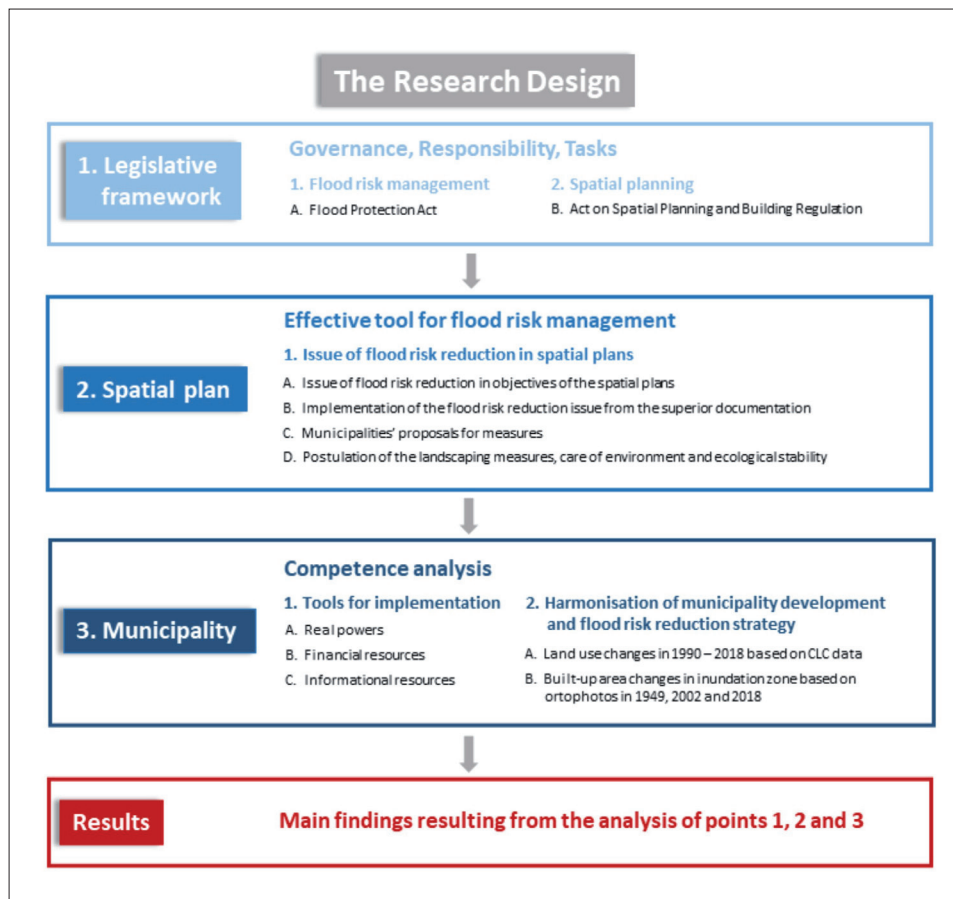 The Research Design
1. Legislative
framework
Governance, Responsibility, Tasks
1. Flood risk management
A. Flood Protection Act
2. Spatial planning
B. Act on Spatial Planning and Building Regulation
2. Spatial plan
Effective tool for flood risk management
1. Issue of flood risk reduction in spatial plans
A. Issue of flood risk reduction in objectives of the spatial plans
B. Implementation of the flood risk reduction issue from the superior documentation
C. Municipalities' proposals for measures
D. Postulation of the landscaping measures, care of environment and ecological stability
3. Municipality
Competence analysis
1. Tools for implementation
A. Real powers
B. Financial resources
C. Informational resources
2. Harmonisation of municipality development
and flood risk reduction strategy
A. Land use changes in 1990 – 2018 based on CLC data
B. Built-up area changes in inundation zone based on
ortophotos in 1949, 2002 and 2018
Results
Main findings resulting from the analysis of points 1, 2 and 3